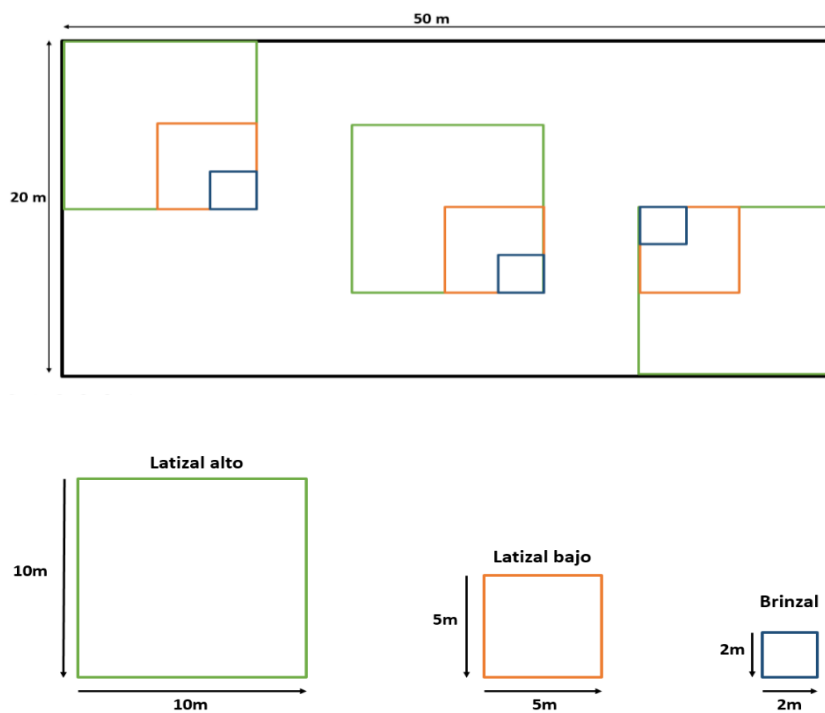 50 m
20 m
Latizal alto
10m
10m
Latizal bajo
5m
5m
Brinzal
2m
2m